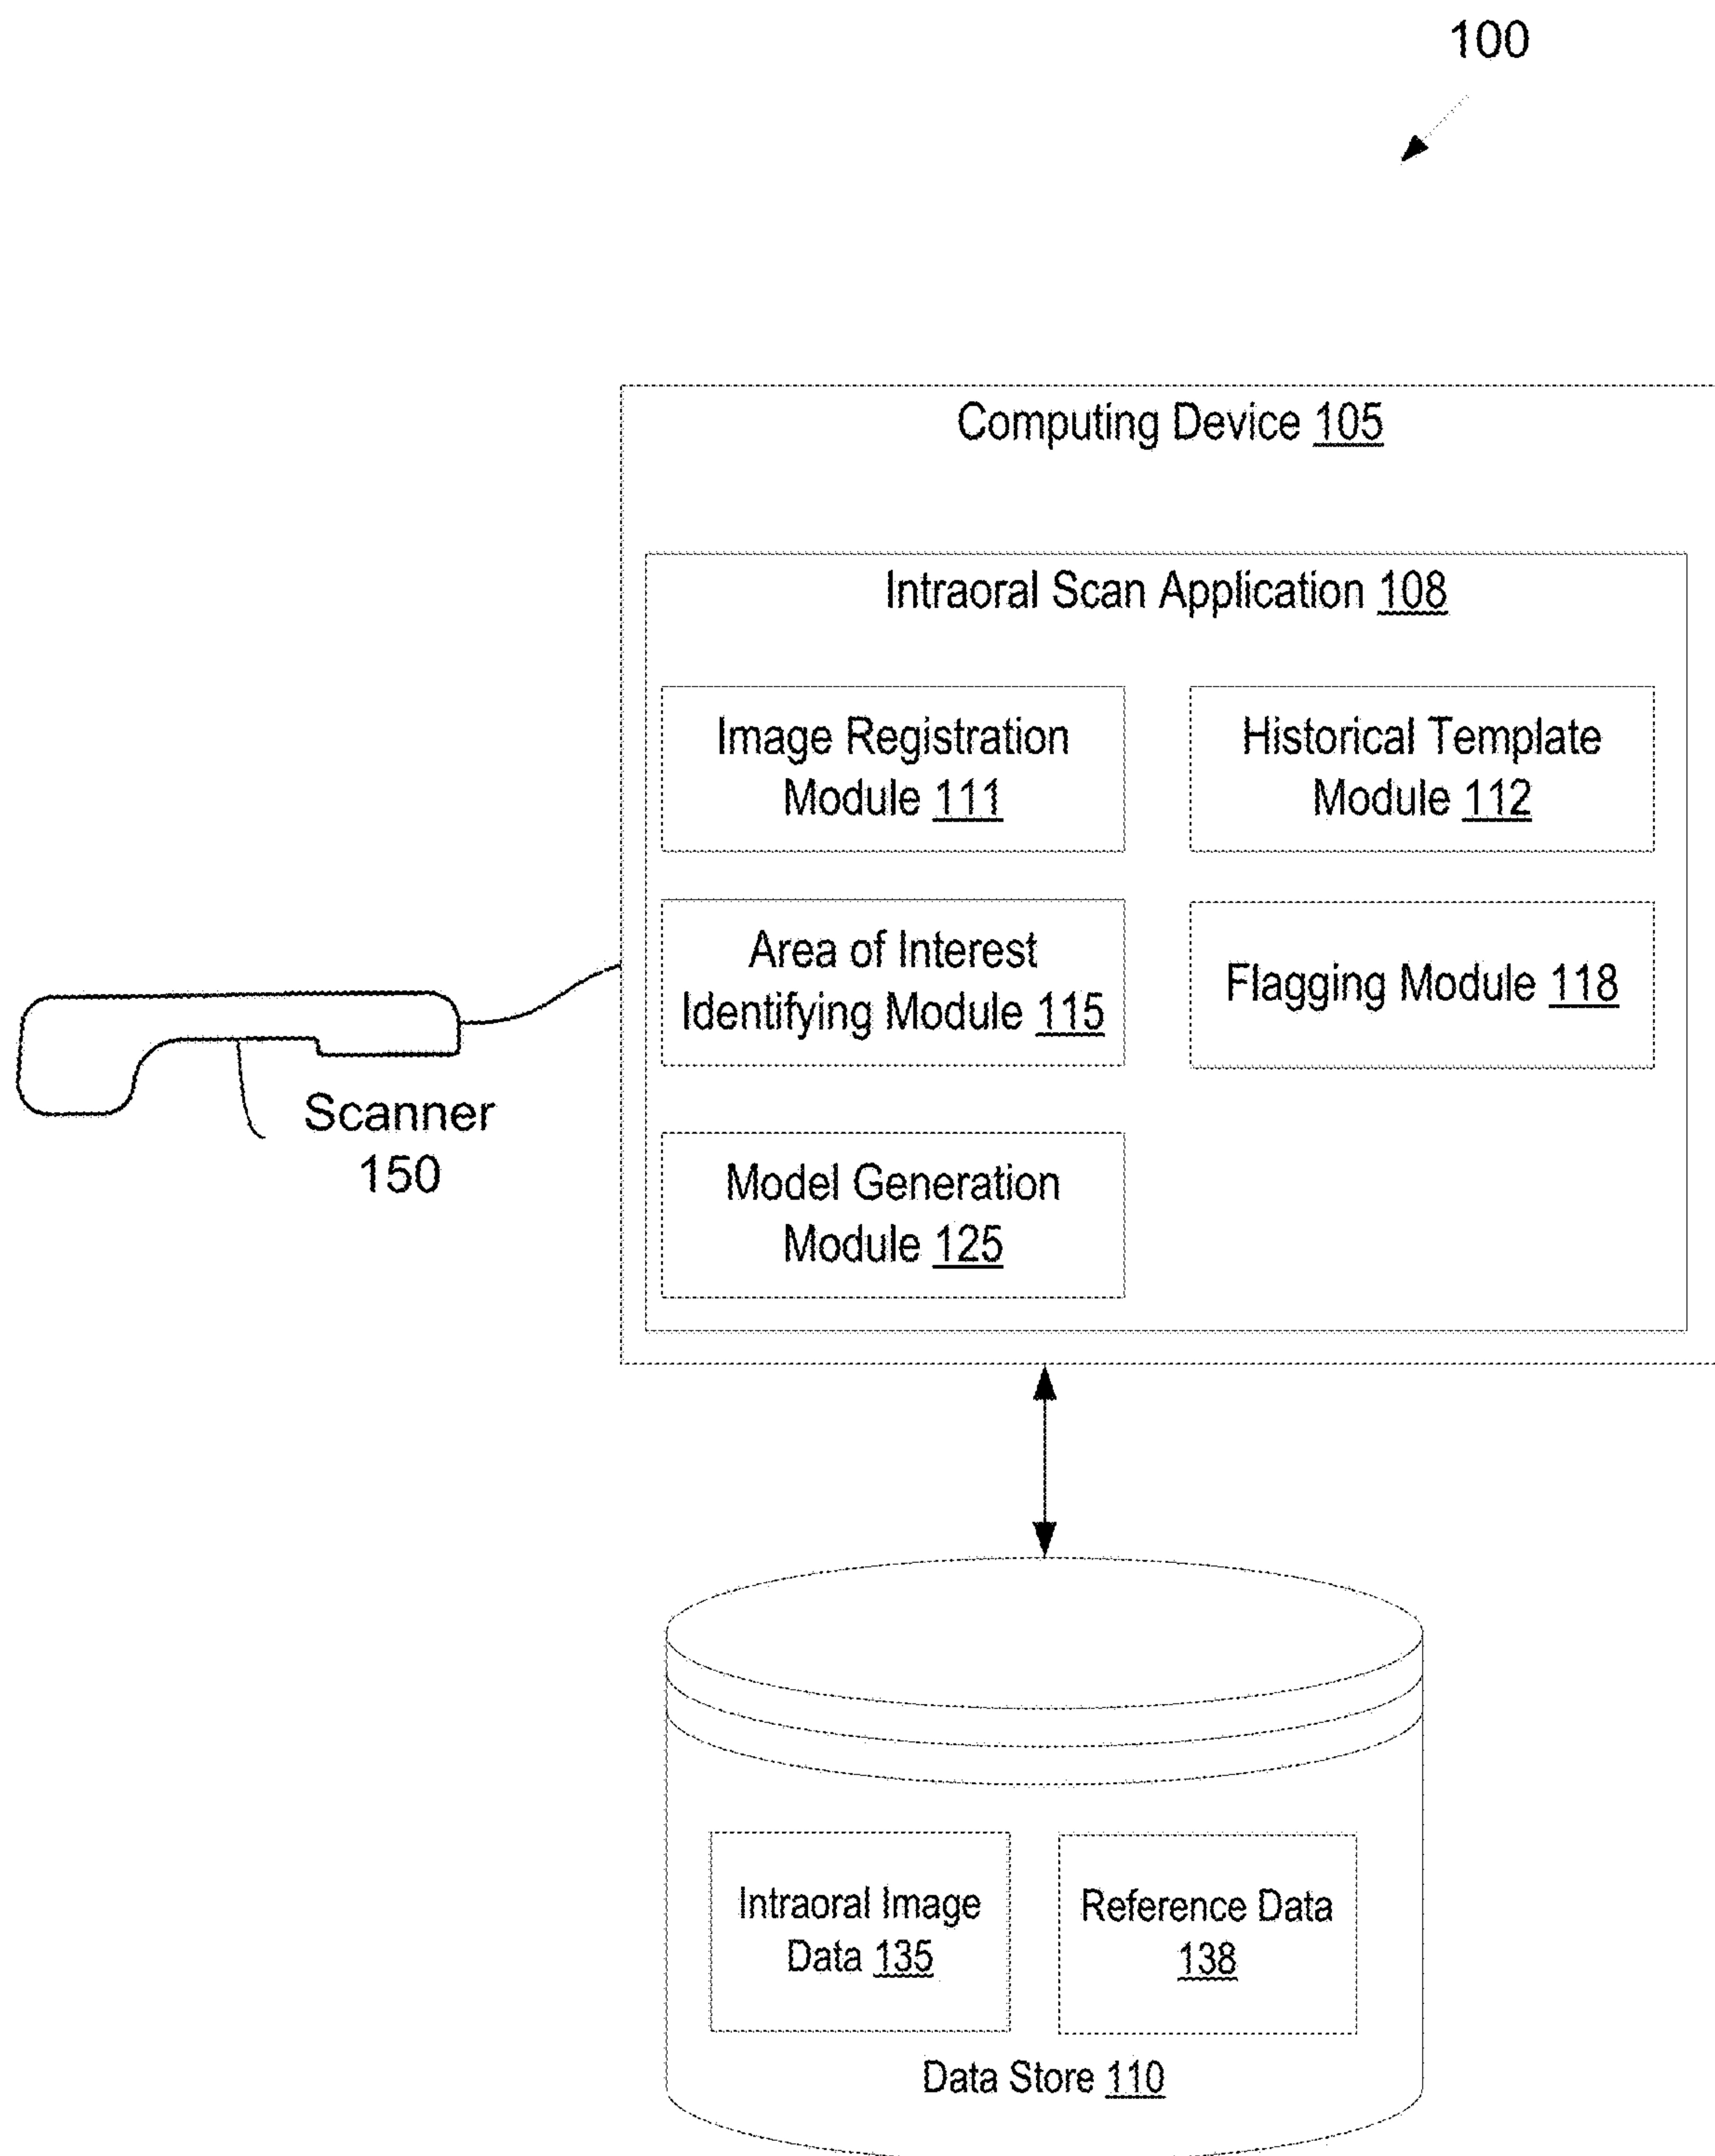 100
Computing Device 105
Intraoral Scan Application 108
Image Registration
Module 111
Historical Template
Module 112
Area of Interest
Identifying Module 115
Flagging Module 118
Scanner
150
Model Generation
Module 125
Intraoral Image
Data 135
Reference Data
138
Data Store 110